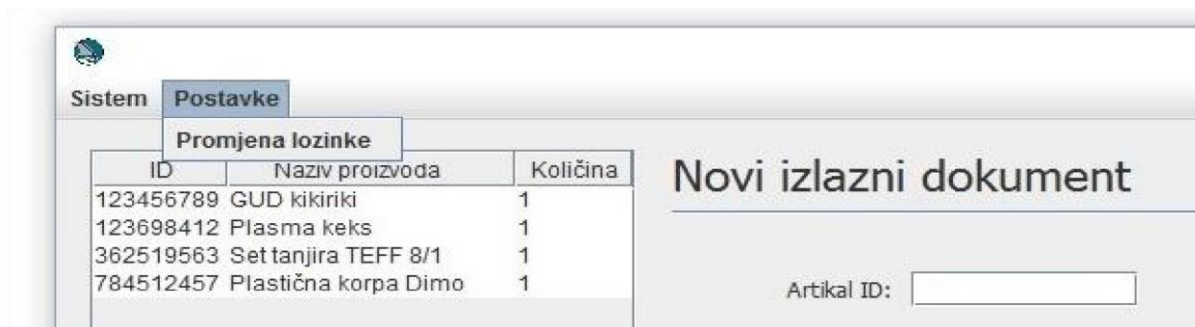 Sistem Postavke
Promjena lozinke
ID Naziv proizvoda Količina
123456789 GUD kikiriki 1
123698412 Plasma keks 1
362519563 Set tanjira TEFF 8/1 1
784512457 Plastična korpa Dimo 1
Novi izlazni dokument
Artikal ID: